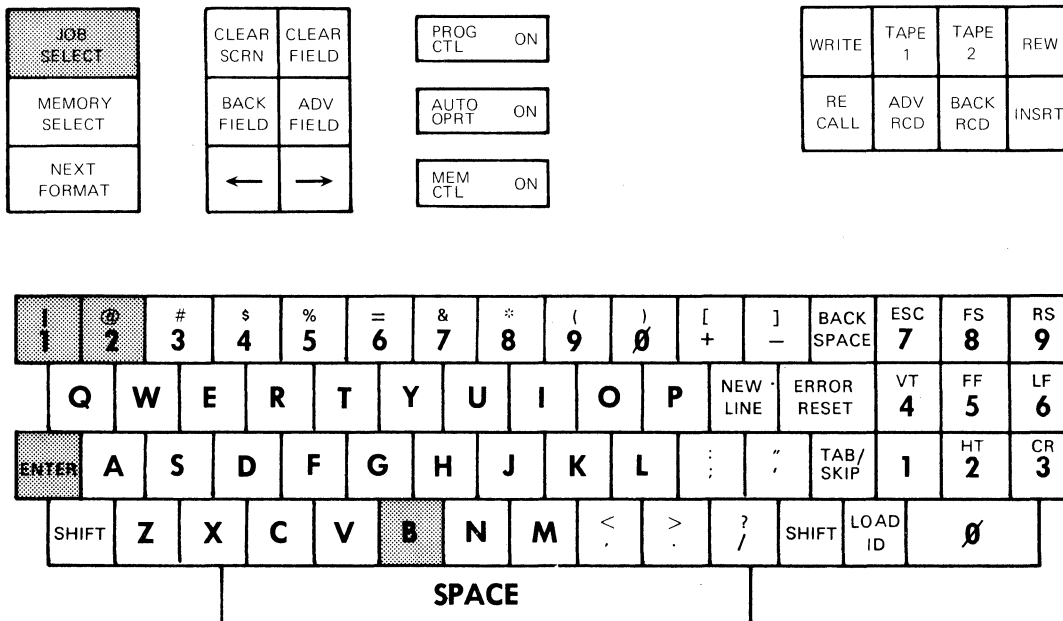 JOB SELECT
MEMORY SELECT
NEXT FORMAT
CLEAR SCRN CLEAR FIELD
BACK FIELD ADV FIELD
← →
PROG CTL ON
AUTO OPRT ON
MEM CTL ON
WRITE TAPE 1 TAPE 2 REW
RE CALL ADV RCD BACK RCD INSRT
| @ # $ % = & * ( ) [ ] BACK SPACE ESC FS RS
1 2 3 4 5 6 7 8 9 Ø + – 7 8 9
Q W E R T Y U I O P NEW LINE ERROR RESET VT 4 FF 5 LF 6
ENTER A S D F G H J K L : ; " ' TAB/ SKIP 1 HT 2 CR 3
SHIFT Z X C V B N M < , > . ? / SHIFT LOAD ID Ø
SPACE